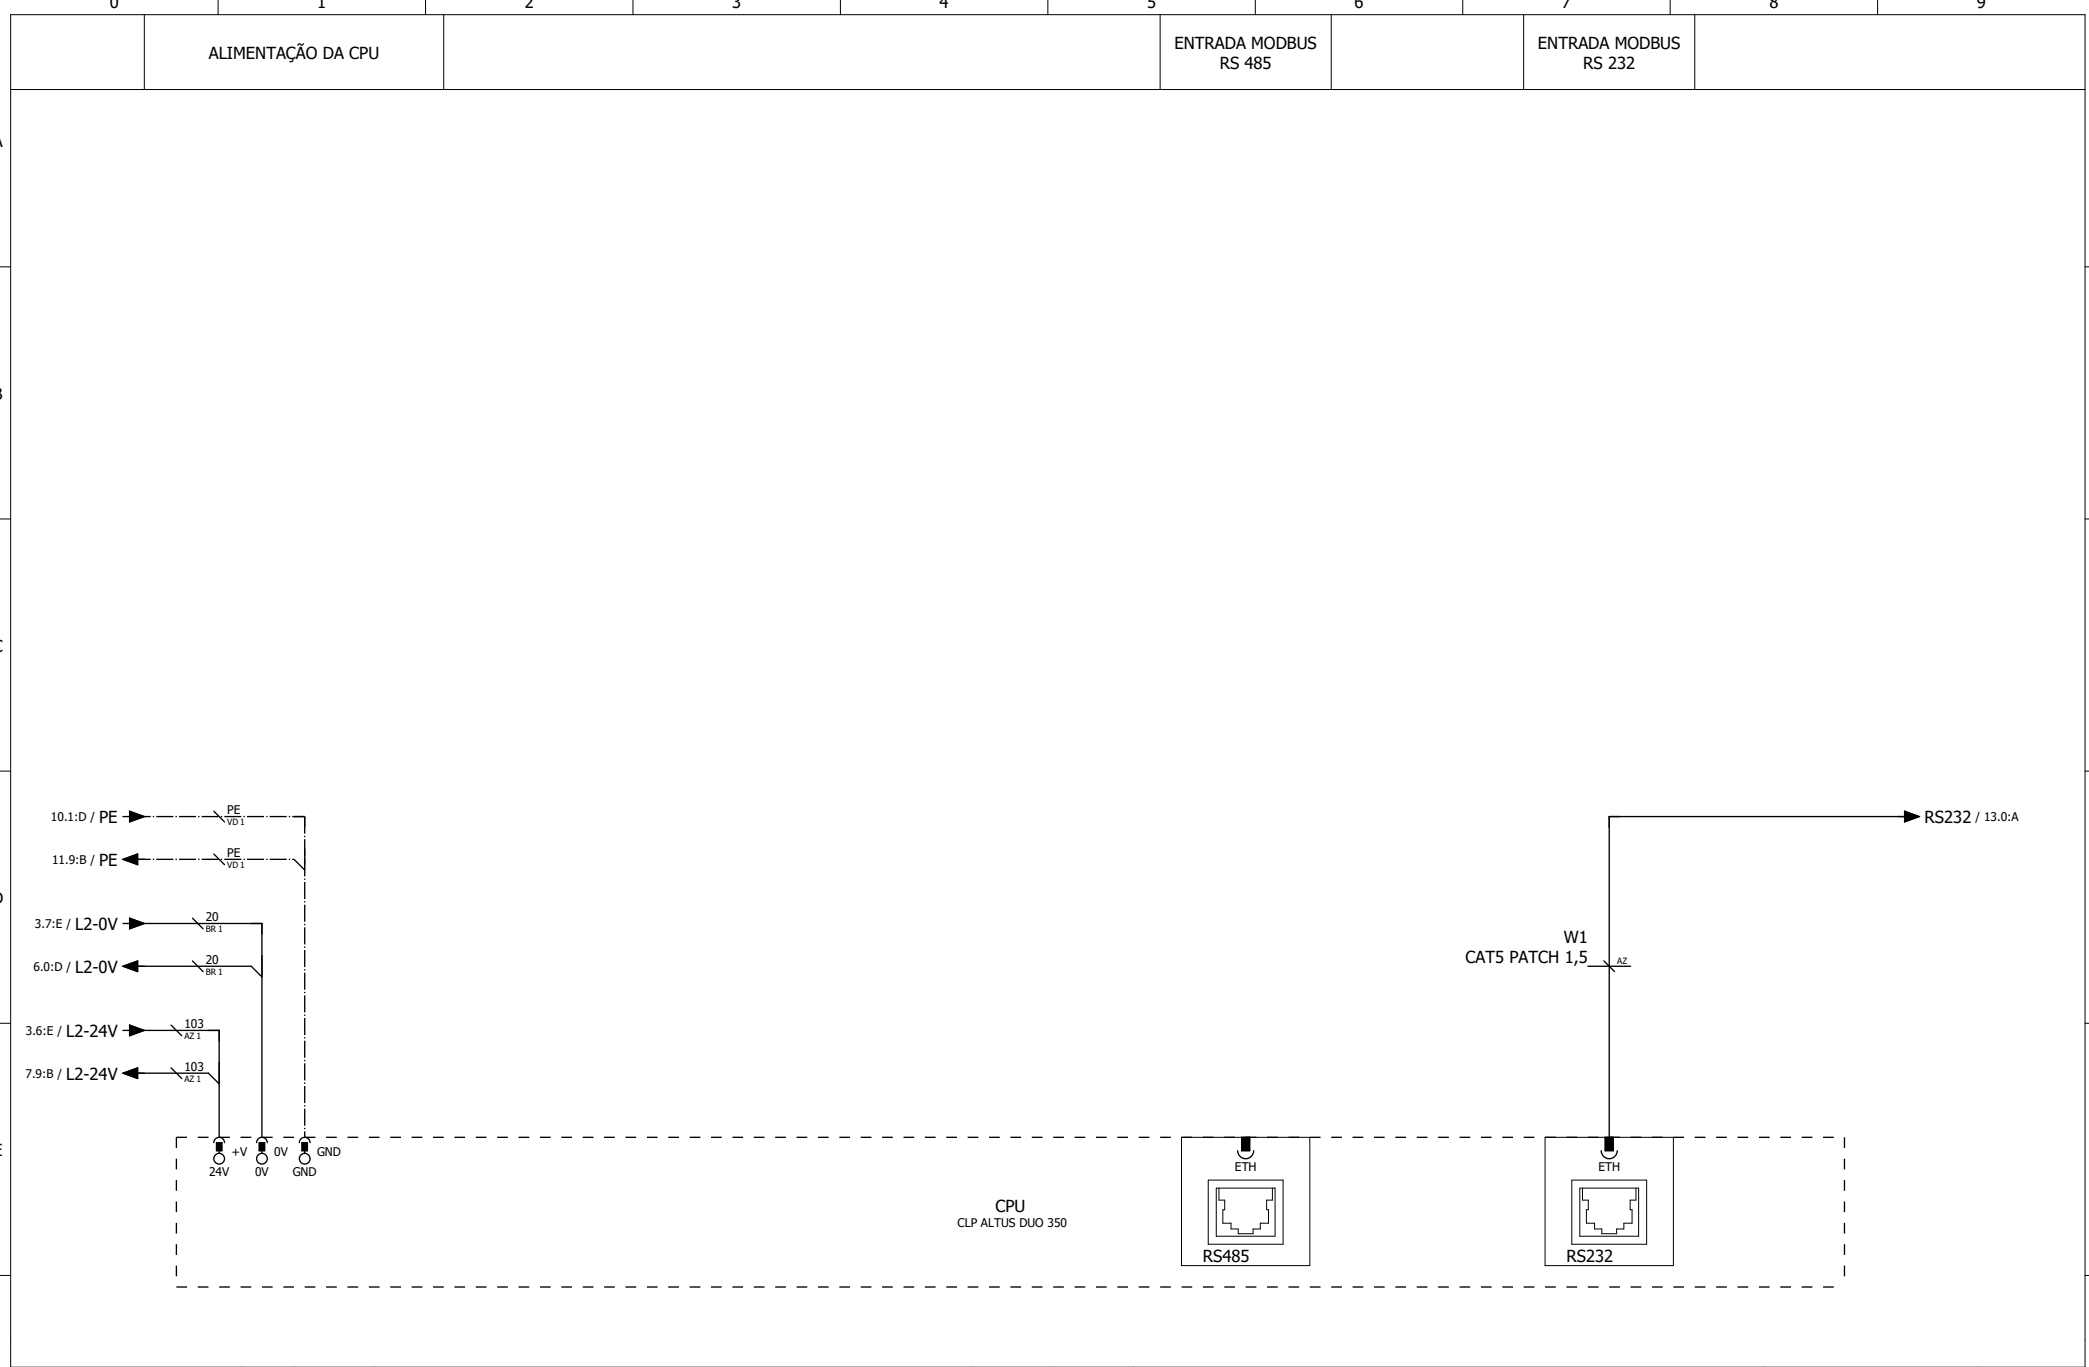 0 1 2 3 4 5 6 7 8 9
ALIMENTAÇÃO DA CPU
ENTRADA MODBUS
RS 485
ENTRADA MODBUS
RS 232
10.1:D / PE
PE
VD 1
RS232 / 13.0:A
11.9:B / PE
PE
VD 1
3.7:E / L2-0V
20
BR 1
6.0:D / L2-0V
20
BR 1
W1
CAT5 PATCH 1,5
AZ
3.6:E / L2-24V
103
AZ 1
7.9:B / L2-24V
103
AZ 1
+V 0V GND
24V 0V GND
ETH
ETH
CPU
CLP ALTUS DUO 350
RS485
RS232